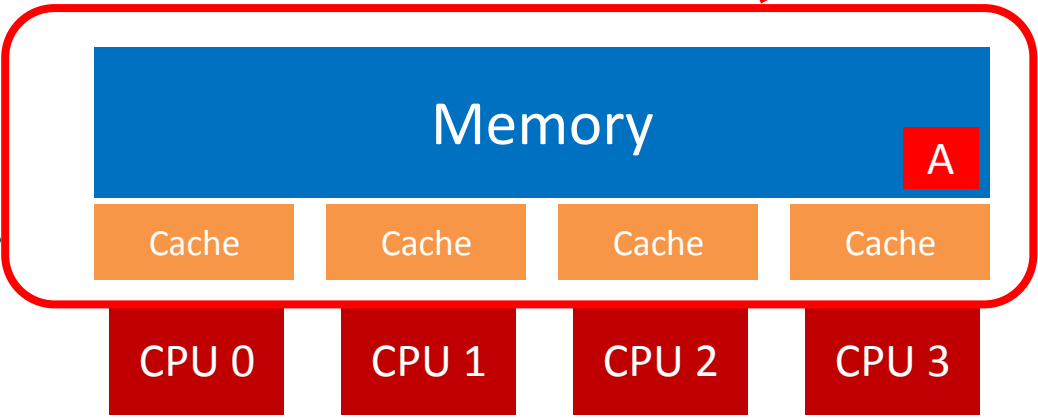 Memory
A
Cache Cache Cache Cache
CPU 0 CPU 1 CPU 2 CPU 3